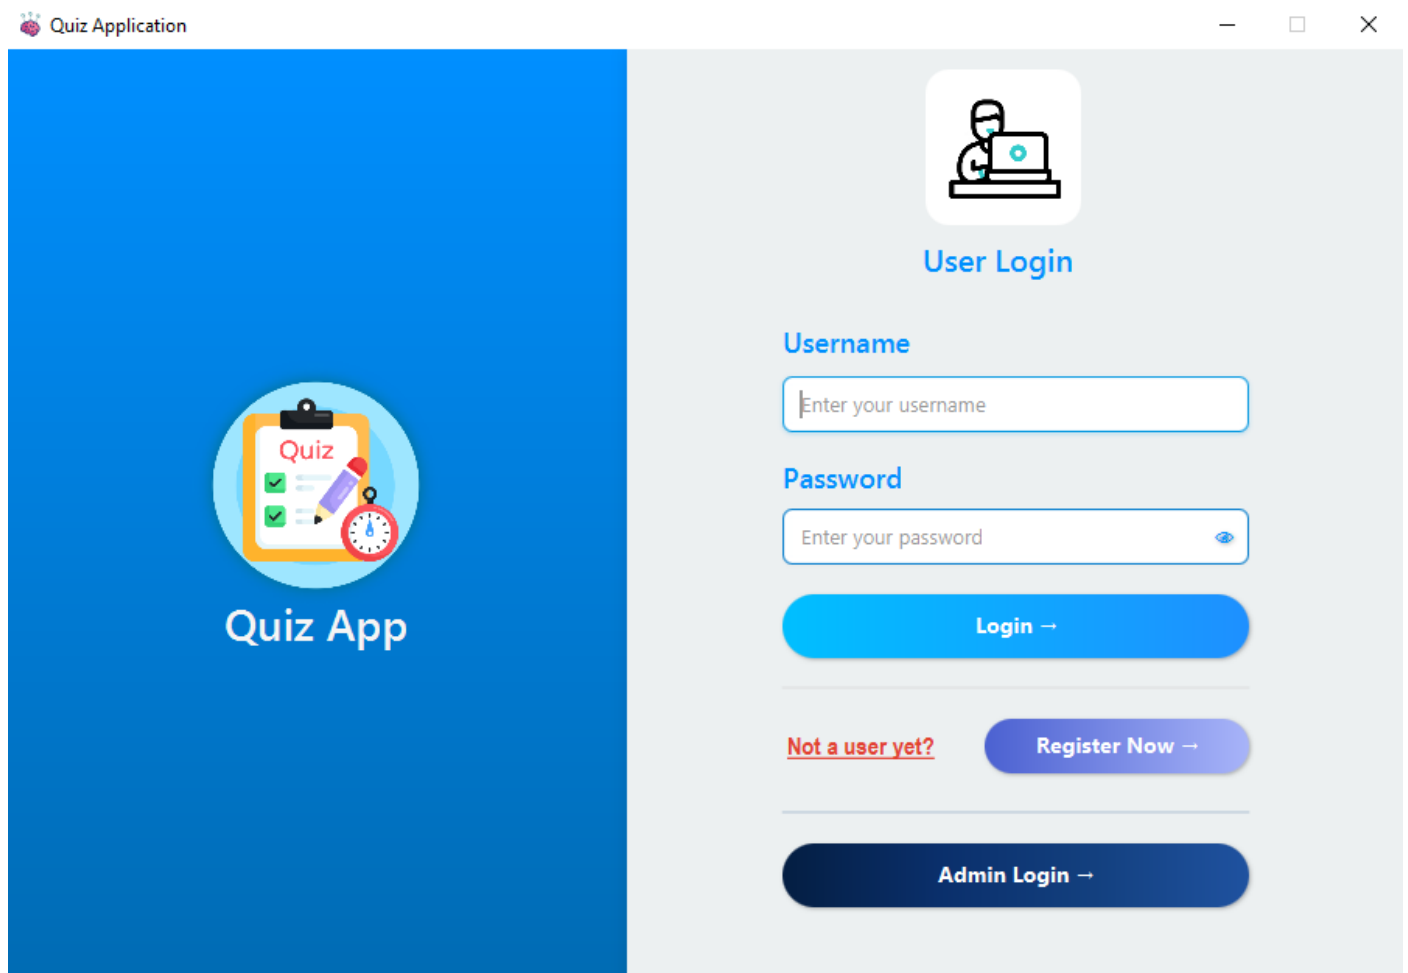 Quiz Application
Quiz
Quiz App
User Login
Username
Enter your username
Password
Enter your password
Login →
Not a user yet?
Register Now →
Admin Login →